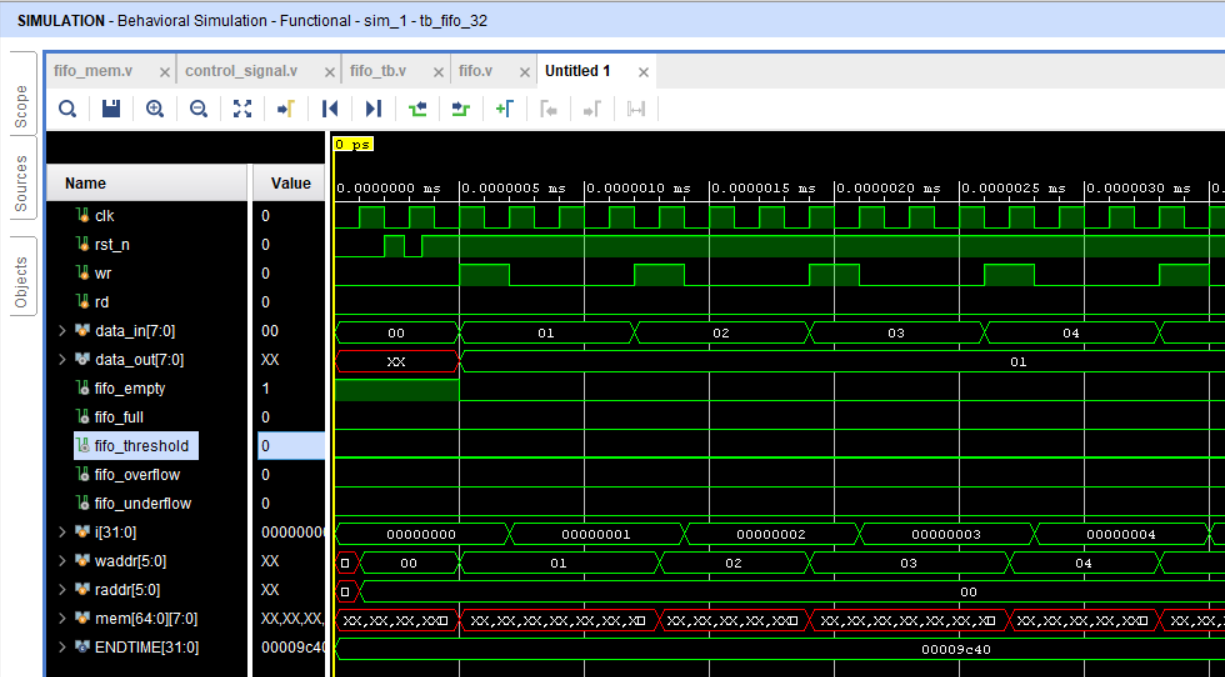 SIMULATION - Behavioral Simulation - Functional - sim_1 - tb_fifo_32
Scope
Sources
Objects
fifo_mem.v × control_signal.v × fifo_tb.v × fifo.v × Untitled 1 ×
0 ps
Name Value
0.0000000 ms 0.0000005 ms 0.0000010 ms 0.0000015 ms 0.0000020 ms 0.0000025 ms 0.0000030 ms 0.
clk 0
rst_n 0
wr 0
rd 0
data_in[7:0] 00 00 01 02 03 04
data_out[7:0] XX XX 01
fifo_empty 1
fifo_full 0
fifo_threshold 0
fifo_overflow 0
fifo_underflow 0
i[31:0] 0000000 00000000 00000001 00000002 00000003 00000004
waddr[5:0] XX 00 01 02 03 04
raddr[5:0] XX 00
mem[64:0][7:0] XX,XX,XX, XX,XX,XX,XX XX,XX,XX,XX,XX,X XX,XX,XX,XX XX,XX,XX,XX,XX,X XX,XX,XX,XX XX,XX,
ENDTIME[31:0] 00009c40 00009c40